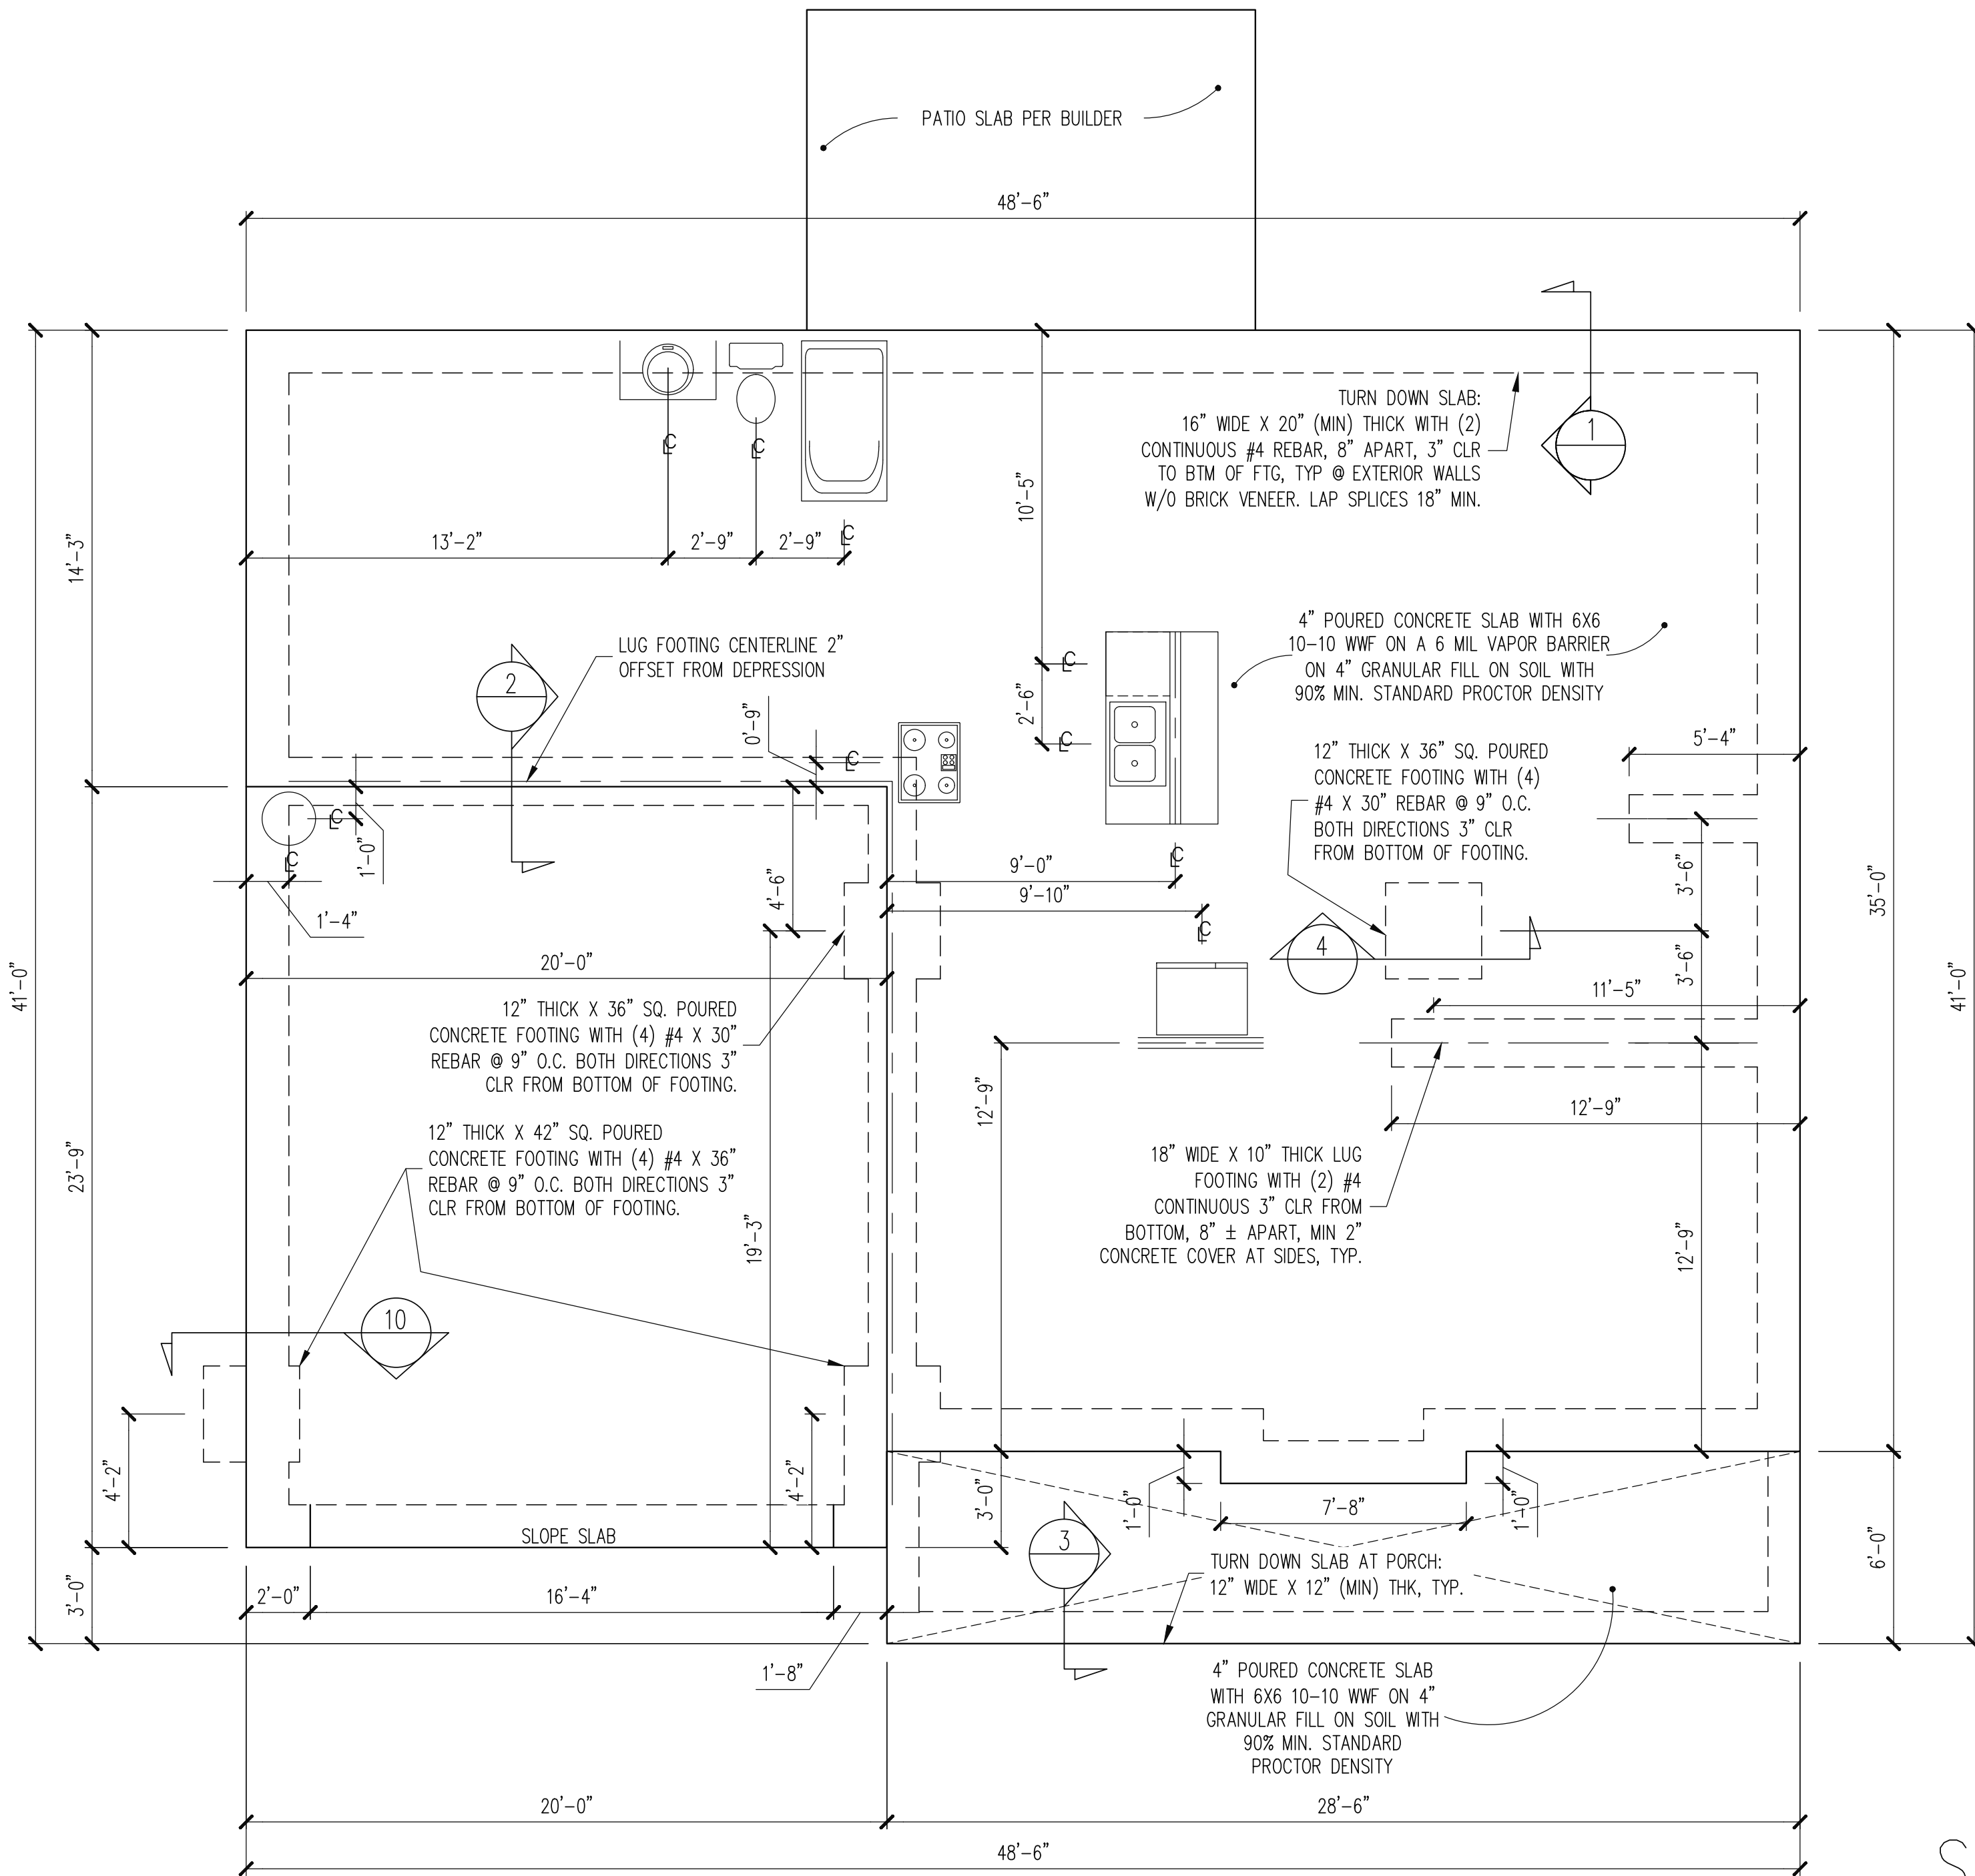 PATIO SLAB PER BUILDER
48'-6"
TURN DOWN SLAB:
16" WIDE X 20" (MIN) THICK WITH (2)
CONTINUOUS #4 REBAR, 8" APART, 3" CLR
TO BTM OF FTG, TYP @ EXTERIOR WALLS
W/O BRICK VENEER. LAP SPLICES 18" MIN.
1
10'-5"
14'-3"
13'-2"
2'-9"
2'-9"
LUG FOOTING CENTERLINE 2"
OFFSET FROM DEPRESSION
2
0'-9"
2'-6"
4" POURED CONCRETE SLAB WITH 6X6
10-10 WWF ON A 6 MIL VAPOR BARRIER
ON 4" GRANULAR FILL ON SOIL WITH
90% MIN. STANDARD PROCTOR DENSITY
5'-4"
12" THICK X 36" SQ. POURED
CONCRETE FOOTING WITH (4)
#4 X 30" REBAR @ 9" O.C.
BOTH DIRECTIONS 3" CLR
FROM BOTTOM OF FOOTING.
1'-0"
1'-4"
4'-6"
9'-0"
9'-10"
3'-6"
35'-0"
4
3'-6"
41'-0"
41'-0"
20'-0"
11'-5"
12" THICK X 36" SQ. POURED
CONCRETE FOOTING WITH (4) #4 X 30"
REBAR @ 9" O.C. BOTH DIRECTIONS 3"
CLR FROM BOTTOM OF FOOTING.
12'-9"
12'-9"
12" THICK X 42" SQ. POURED
CONCRETE FOOTING WITH (4) #4 X 36"
REBAR @ 9" O.C. BOTH DIRECTIONS 3"
CLR FROM BOTTOM OF FOOTING.
23'-9"
19'-3"
18" WIDE X 10" THICK LUG
FOOTING WITH (2) #4
CONTINUOUS 3" CLR FROM
BOTTOM, 8" ± APART, MIN 2"
CONCRETE COVER AT SIDES, TYP.
12'-9"
10
4'-2"
4'-2"
3'-0"
1'-0"
7'-8"
1'-0"
SLOPE SLAB
3
TURN DOWN SLAB AT PORCH:
12" WIDE X 12" (MIN) THK, TYP.
6'-0"
3'-0"
2'-0"
16'-4"
1'-8"
4" POURED CONCRETE SLAB
WITH 6X6 10-10 WWF ON 4"
GRANULAR FILL ON SOIL WITH
90% MIN. STANDARD
PROCTOR DENSITY
20'-0"
28'-6"
48'-6"